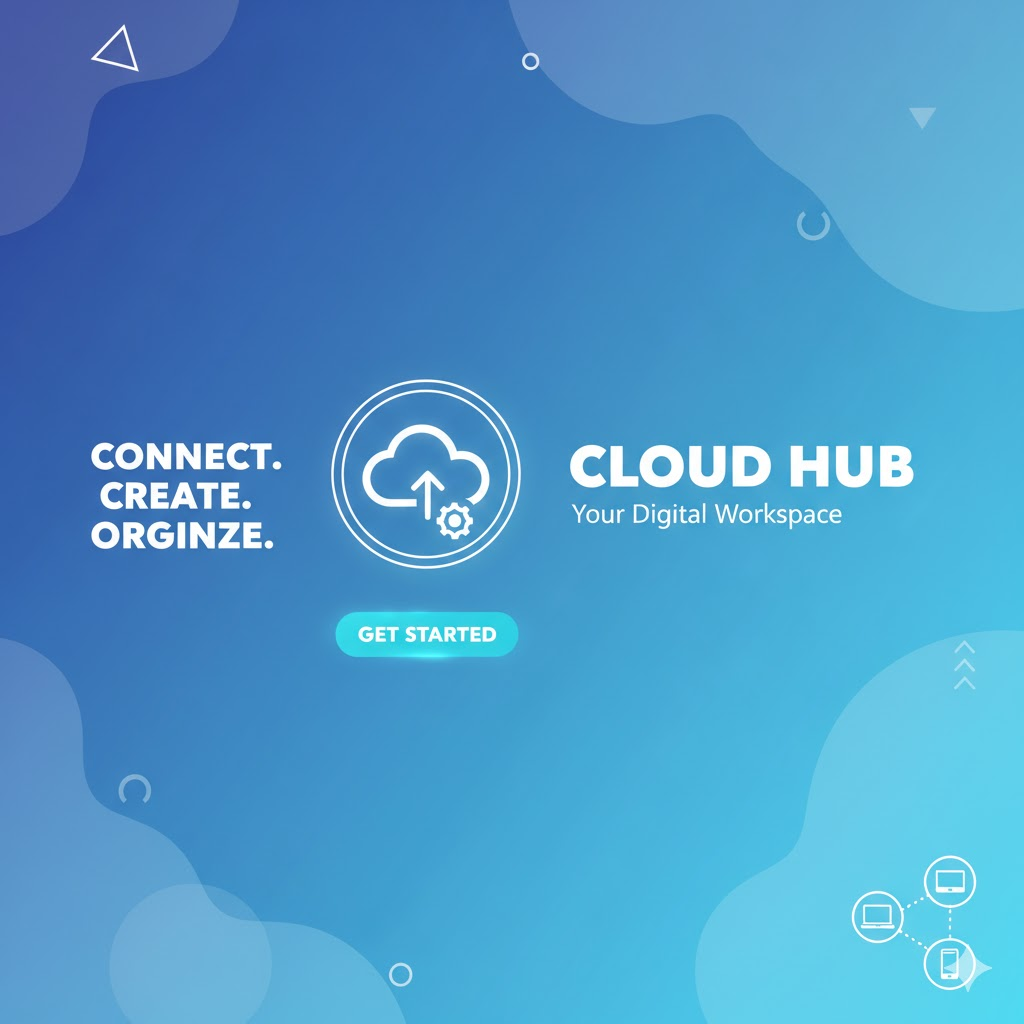 CONNECT.
CREATE.
ORGINZE.
CLOUD HUB
Your Digital Workspace
GET STARTED